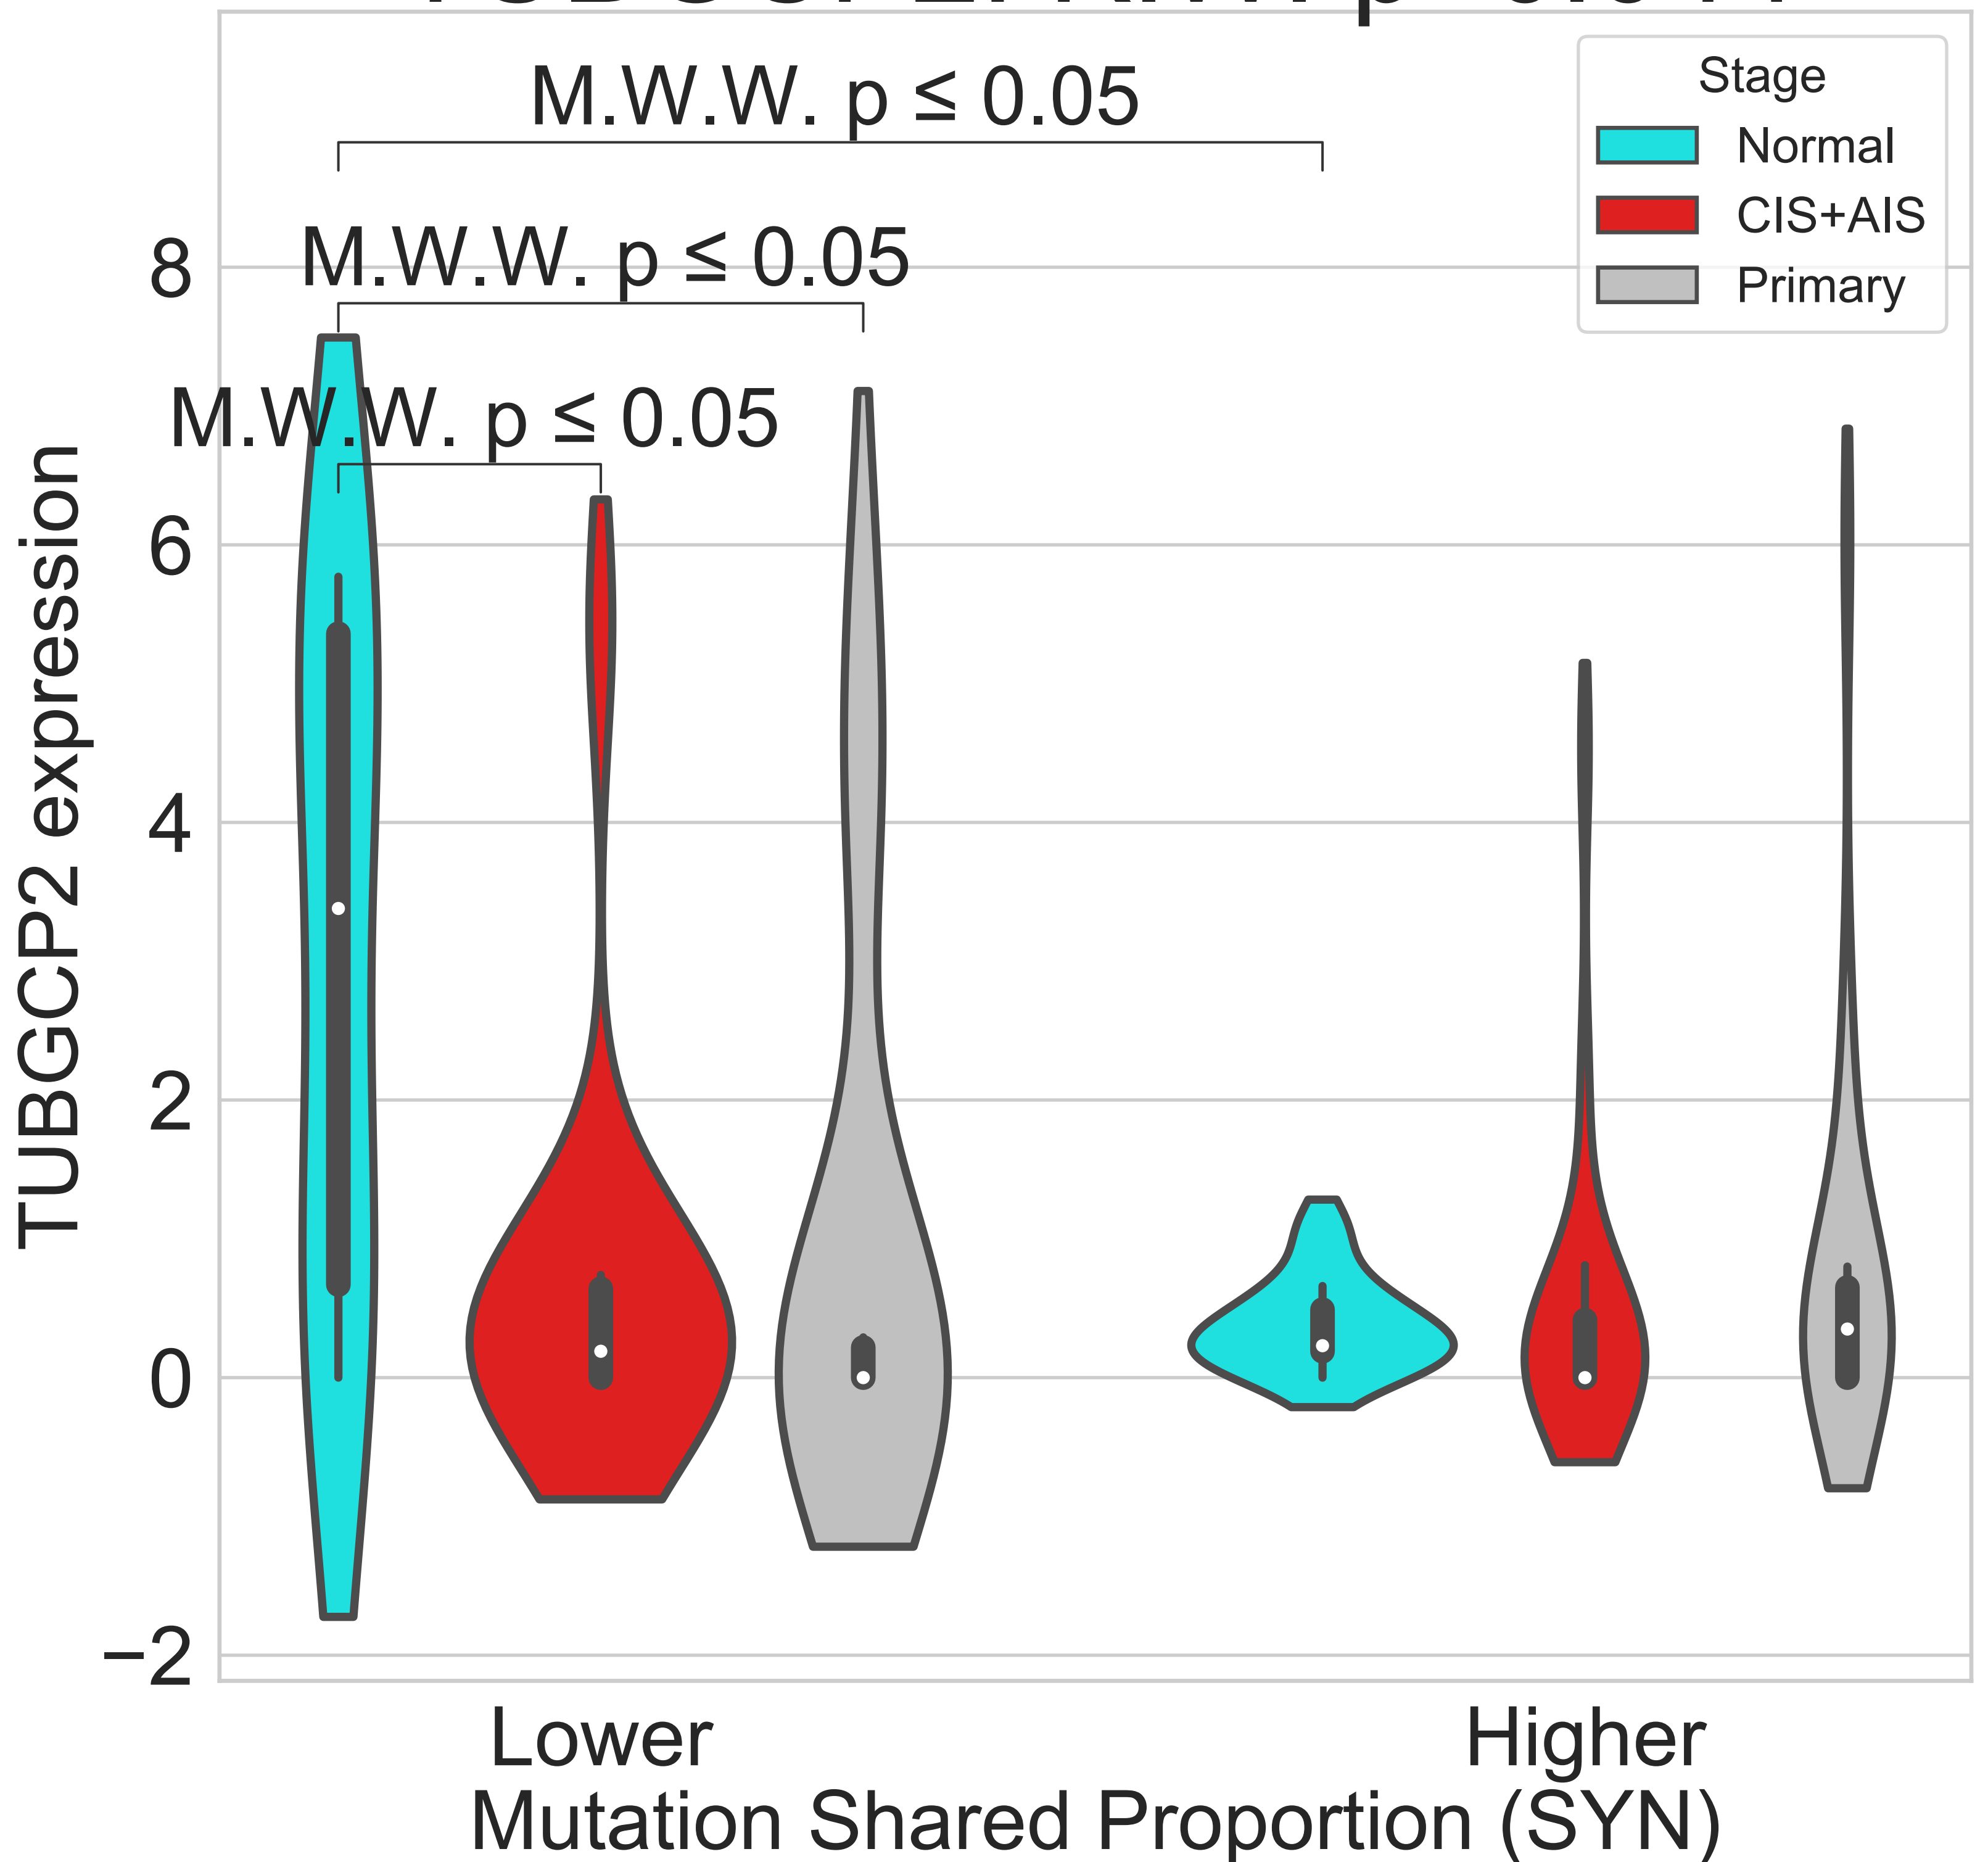 M.W.W. p ≤ 0.05
M.W.W. p ≤ 0.05
M.W.W. p ≤ 0.05
Stage
Normal
CIS+AIS
Primary
TUBGCP2 expression
8
6
4
2
0
−2
Lower
Higher
Mutation Shared Proportion (SYN)